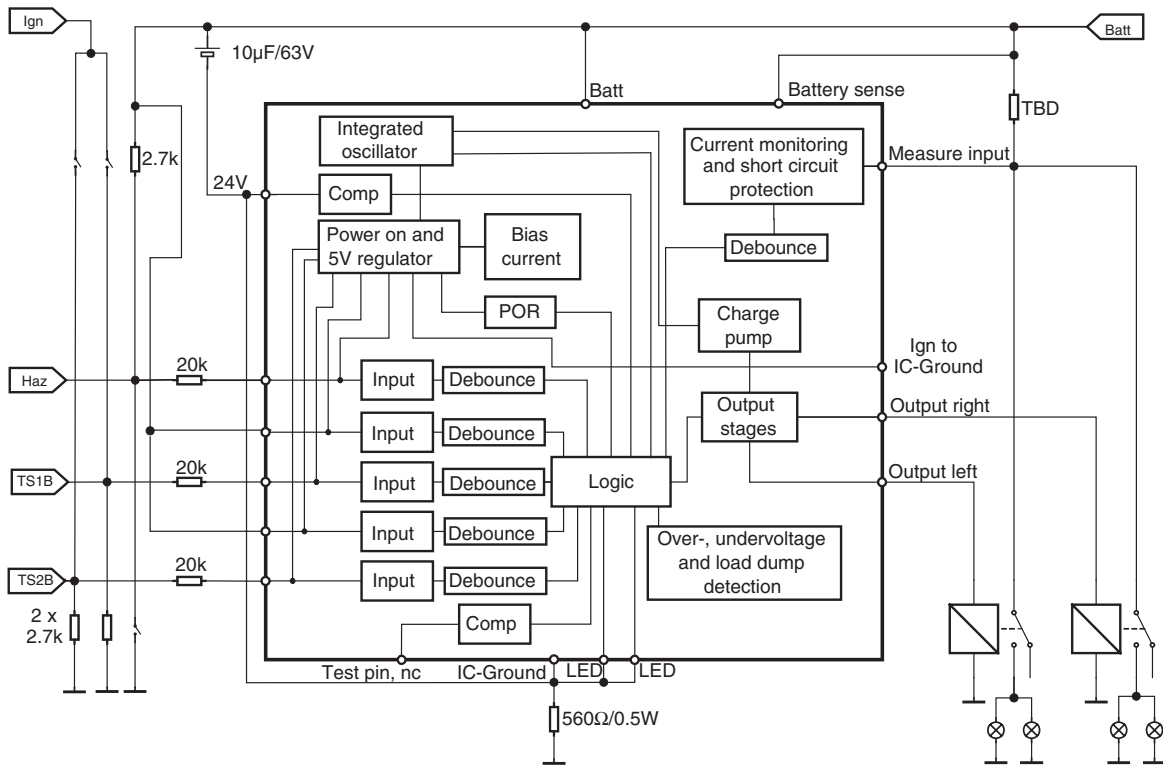 Ign
10µF/63V
Batt
Batt
Battery sense
TBD
Integrated
oscillator
Current monitoring
and short circuit
protection
Measure input
2.7k
24V
Comp
Power on and
5V regulator
Bias
current
Debounce
POR
Charge
pump
Ign to
IC-Ground
Haz
20k
Input
Debounce
Output
stages
Output right
Input
Debounce
TS1B
20k
Input
Debounce
Logic
Output left
Input
Debounce
Over-, undervoltage
and load dump
detection
TS2B
20k
Input
Debounce
2 x
2.7k
Comp
Test pin, nc
IC-Ground
LED
LED
560Ω/0.5W